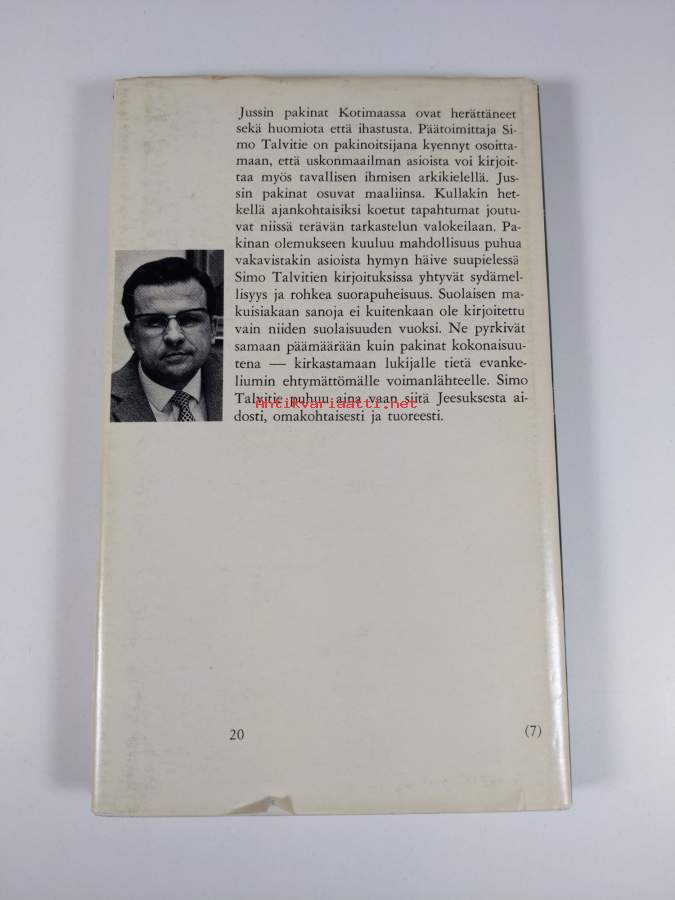 Jussin pakinat Kotimaassa ovat herättäneet
sekä huomiota että ihastusta. Päätoimittaja Si-
mo Talvitie on pakinoitsijana kyennyt osoitta-
maan, että uskonmaailman asioista voi kirjoit-
taa myös tavallisen ihmisen arkikielellä. Jus-
sin pakinat osuvat maaliinsa. Kullakin het-
kellä ajankohtaisiksi koetut tapahtumat joutu-
vat niissä terävän tarkastelun valokeilaan. Pa-
kinan olemukseen kuuluu mahdollisuus puhua
vakavistakin asioista hymyn häive suupielessä
Simo Talvitien kirjoituksissa yhtyvät sydämel-
lisyys ja rohkea suorapuheisuus. Suolaisen ma-
kuisiakaan sanoja ei kuitenkaan ole kirjoitettu
vain niiden suolaisuuden vuoksi. Ne pyrkivät
samaan päämäärään kuin pakinat kokonaisuu-
tena — kirkastamaan lukijalle tietä evanke-
liumin ehtymättömälle voimanlähteelle. Simo
Talvitie puhuu aina vaan siitä Jeesuksesta ai-
dosti, omakohtaisesti ja tuoreesti.
Antikvariaatti.net
20
(7)